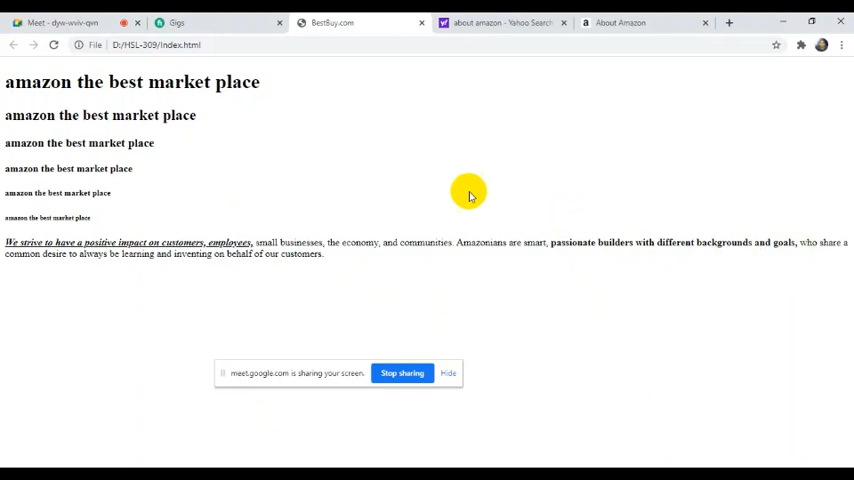 Meet - dyw-wviv-qvn
Gigs
BestBuy.com
about amazon - Yahoo Search
About Amazon
File D:/HSL-309/Index.html
amazon the best market place
amazon the best market place
amazon the best market place
amazon the best market place
amazon the best market place
amazon the best market place
We strive to have a positive impact on customers, employees, small businesses, the economy, and communities. Amazonians are smart, passionate builders with different backgrounds and goals, who share a
common desire to always be learning and inventing on behalf of our customers.
meet.google.com is sharing your screen. Stop sharing Hide